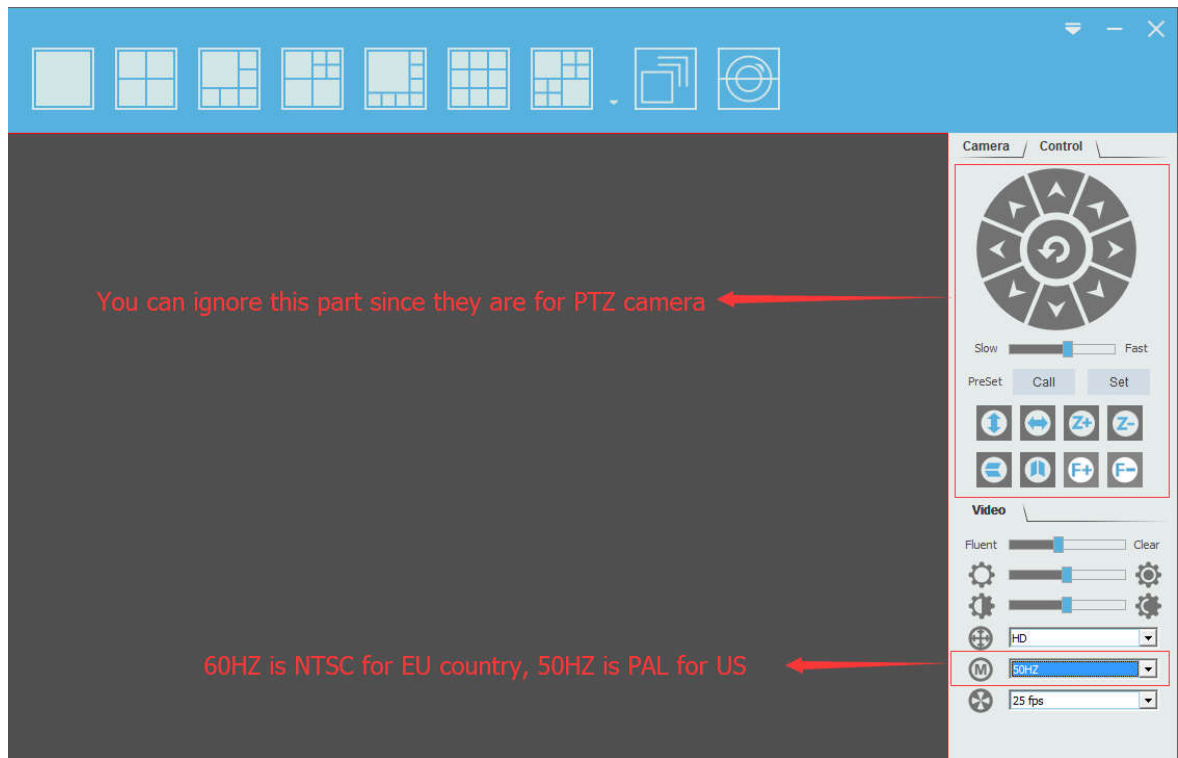 Camera
Control
You can ignore this part since they are for PTZ camera
Slow
Fast
PreSet
Call
Set
Z+
Z-
F+
F-
Video
Fluent
Clear
HD
60HZ is NTSC for EU country, 50HZ is PAL for US
M
50HZ
25 fps